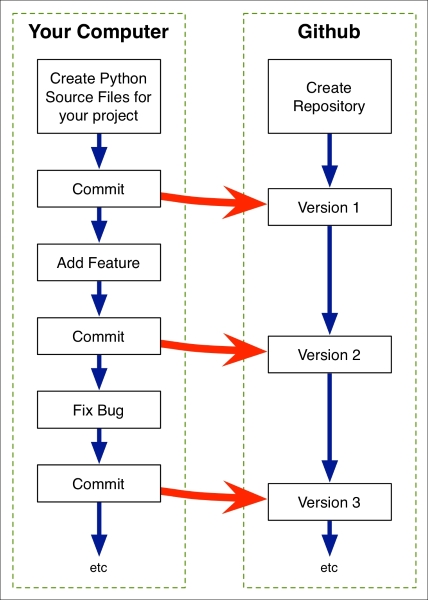 Your Computer
Create Python
Source Files for
your project
Commit
Add Feature
Commit
Fix Bug
Commit
etc
Github
Create
Repository
Version 1
Version 2
Version 3
etc